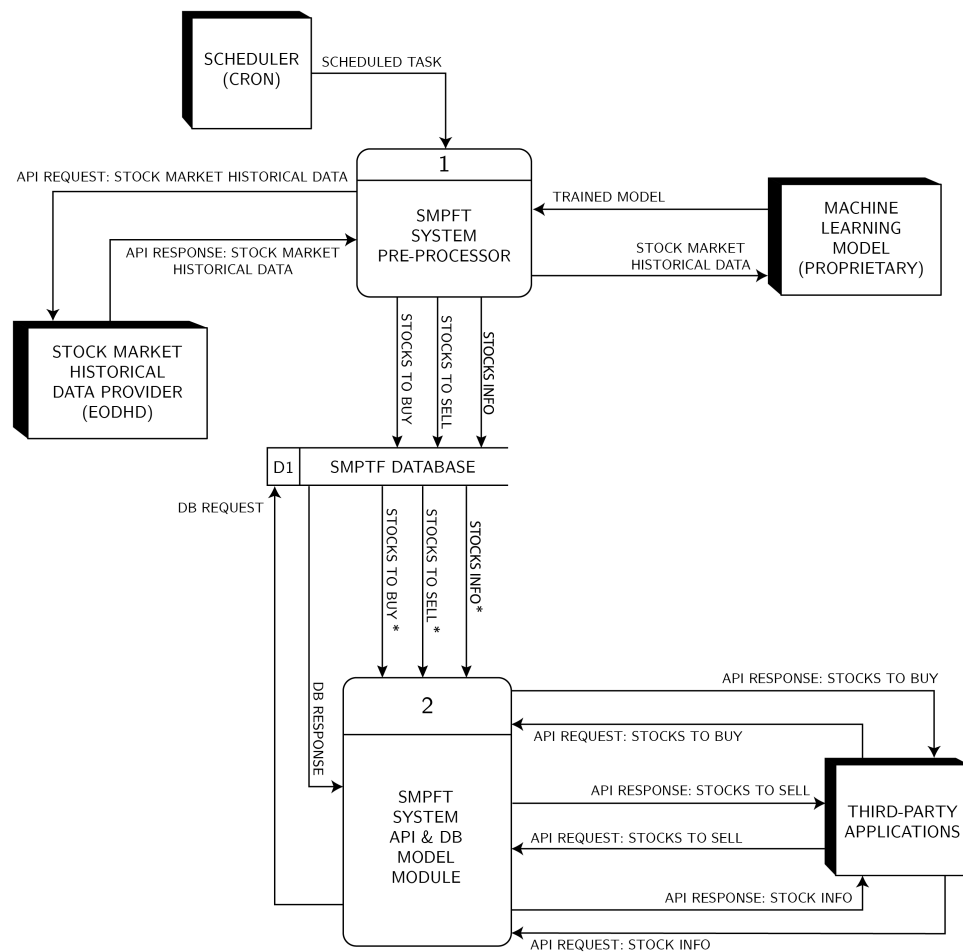 SCHEDULER
(CRON)
SCHEDULED TASK
1
SMPFT
SYSTEM
PRE-PROCESSOR
API REQUEST: STOCK MARKET HISTORICAL DATA
API RESPONSE: STOCK MARKET
HISTORICAL DATA
TRAINED MODEL
STOCK MARKET
HISTORICAL DATA
MACHINE
LEARNING
MODEL
(PROPRIETARY)
STOCK MARKET
HISTORICAL
DATA PROVIDER
(EODHD)
STOCKS TO BUY
STOCKS TO SELL
STOCKS INFO
D1
SMPTF DATABASE
DB REQUEST
DB RESPONSE
STOCKS TO BUY *
STOCKS TO SELL *
STOCKS INFO*
2
SMPFT
SYSTEM
API & DB
MODEL
MODULE
API RESPONSE: STOCKS TO BUY
API REQUEST: STOCKS TO BUY
API RESPONSE: STOCKS TO SELL
API REQUEST: STOCKS TO SELL
API RESPONSE: STOCK INFO
API REQUEST: STOCK INFO
THIRD-PARTY
APPLICATIONS